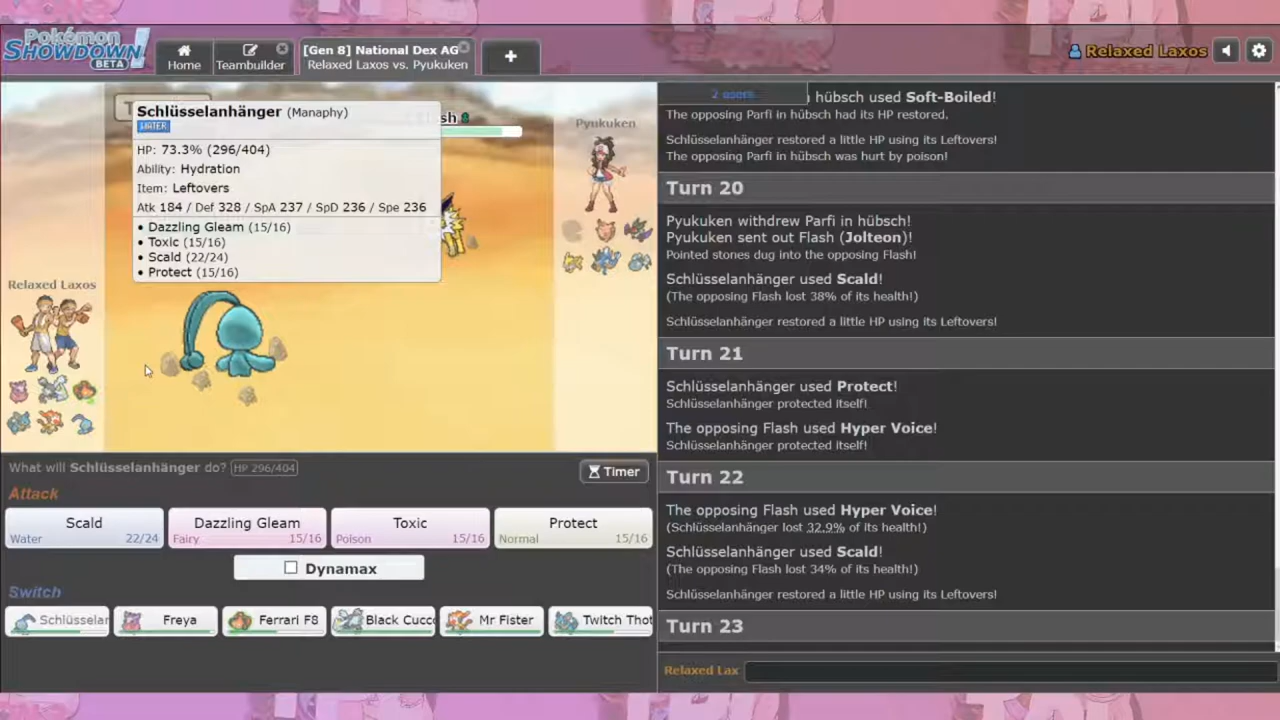 Pokémon
SHOWDOWN!
BETA
Home
Teambuilder
[Gen 8] National Dex AG
Relaxed Laxos vs. Pyukuken
+
Relaxed Laxos
Schlüsselanhänger (Manaphy)
WATER
HP: 73.3% (296/404)
Ability: Hydration
Item: Leftovers
Atk 184 / Def 328 / SpA 237 / SpD 236 / Spe 236
• Dazzling Gleam (15/16)
• Toxic (15/16)
• Scald (22/24)
• Protect (15/16)
Pyukuken
Relaxed Laxos
What will Schlüsselanhänger do? HP 296/404
Timer
Attack
Scald
Water 22/24
Dazzling Gleam
Fairy 15/16
Toxic
Poison 15/16
Protect
Normal 15/16
Dynamax
Switch
Schlüsselar
Freya
Ferrari F8
Black Cucc
Mr Fister
Twitch Thot
2 users
hübsch used Soft-Boiled!
The opposing Parfi in hübsch had its HP restored.
Schlüsselanhänger restored a little HP using its Leftovers!
The opposing Parfi in hübsch was hurt by poison!
Turn 20
Pyukuken withdrew Parfi in hübsch!
Pyukuken sent out Flash (Jolteon)!
Pointed stones dug into the opposing Flash!
Schlüsselanhänger used Scald!
(The opposing Flash lost 38% of its health!)
Schlüsselanhänger restored a little HP using its Leftovers!
Turn 21
Schlüsselanhänger used Protect!
Schlüsselanhänger protected itself!
The opposing Flash used Hyper Voice!
Schlüsselanhänger protected itself!
Turn 22
The opposing Flash used Hyper Voice!
(Schlüsselanhänger lost 32.9% of its health!)
Schlüsselanhänger used Scald!
(The opposing Flash lost 34% of its health!)
Schlüsselanhänger restored a little HP using its Leftovers!
Turn 23
Relaxed Lax